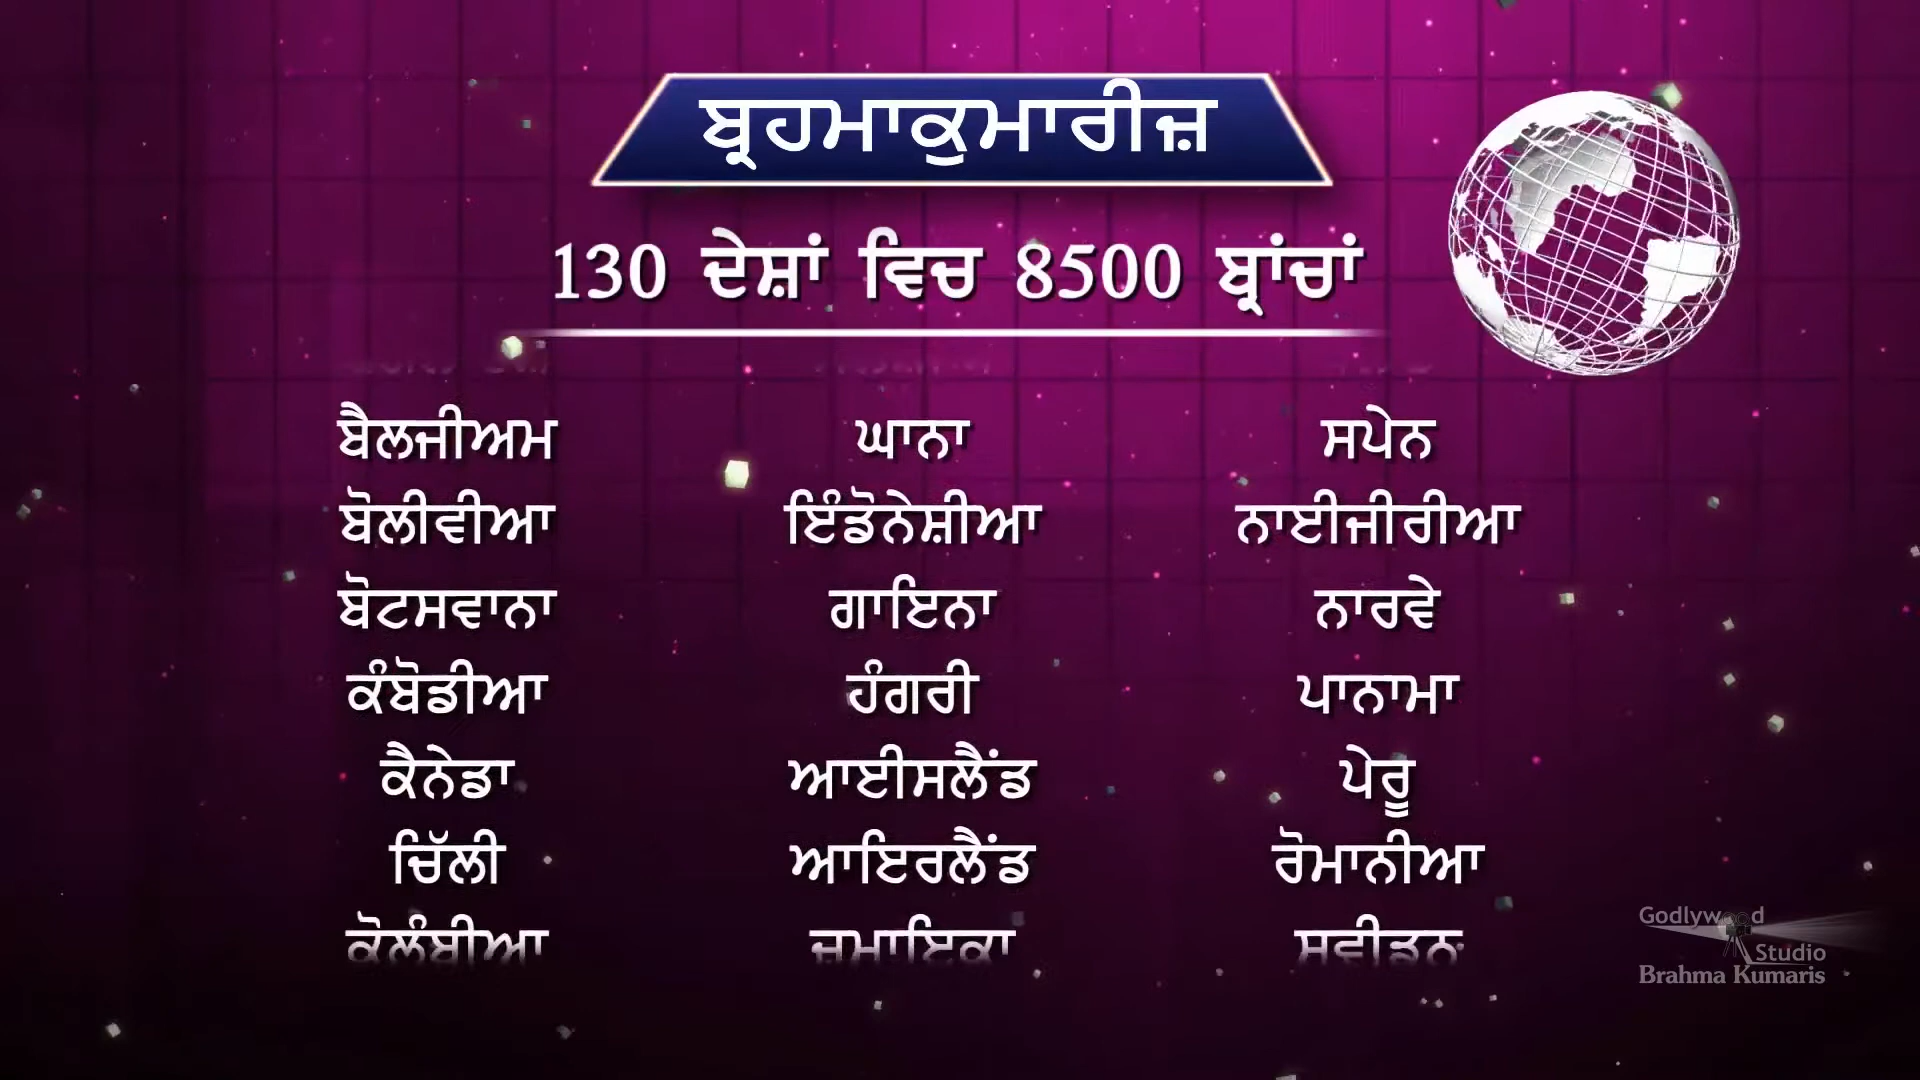 ਬ੍ਰਹਮਾਕੁਮਾਰੀਜ਼
130 ਦੇਸ਼ਾਂ ਵਿਚ 8500 ਬ੍ਰਾਂਚਾਂ
ਬੈਲਜੀਅਮ ਘਾਨਾ ਸਪੇਨ
ਬੋਲੀਵੀਆ ਇੰਡੋਨੇਸ਼ੀਆ ਨਾਈਜੀਰੀਆ
ਬੋਟਸਵਾਨਾ ਗਾਇਨਾ ਨਾਰਵੇ
ਕੰਬੋਡੀਆ ਹੰਗਰੀ ਪਾਨਾਮਾ
ਕੈਨੇਡਾ ਆਈਸਲੈਂਡ ਪੇਰੂ
ਚਿੱਲੀ ਆਇਰਲੈਂਡ ਰੋਮਾਨੀਆ
ਕੋਲੰਬੀਆ ਜਮਾਇਕਾ ਸਵੀਡਨ
Godlywood
Studio
Brahma Kumaris